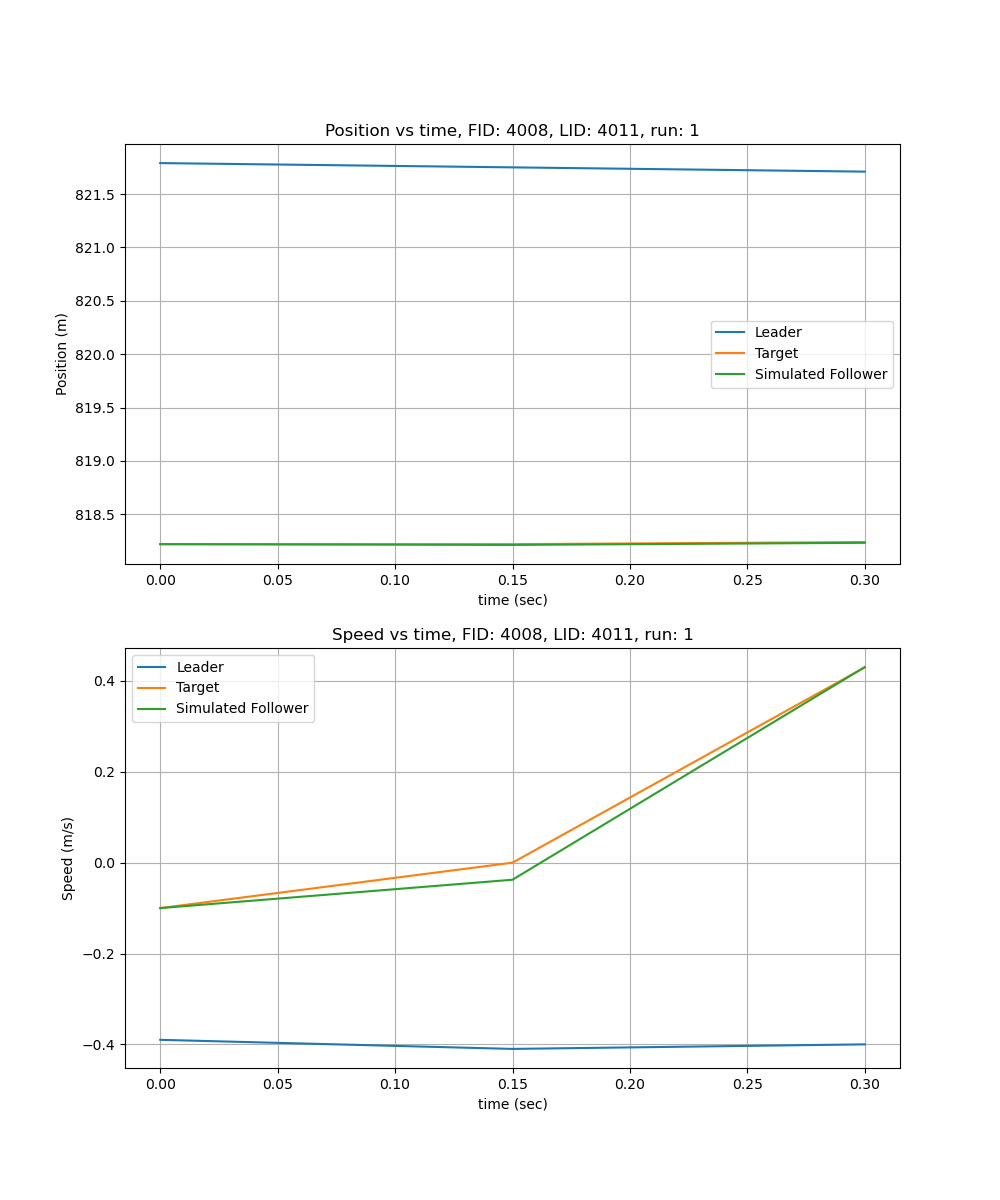 Position vs time, FID: 4008, LID: 4011, run: 1
821.5
821.0
820.5
820.0
819.5
819.0
818.5
Position (m)
Leader
Target
Simulated Follower
0.00 0.05 0.10 0.15 0.20 0.25 0.30
time (sec)
Speed vs time, FID: 4008, LID: 4011, run: 1
Leader
Target
Simulated Follower
0.4
0.2
0.0
−0.2
−0.4
Speed (m/s)
0.00 0.05 0.10 0.15 0.20 0.25 0.30
time (sec)